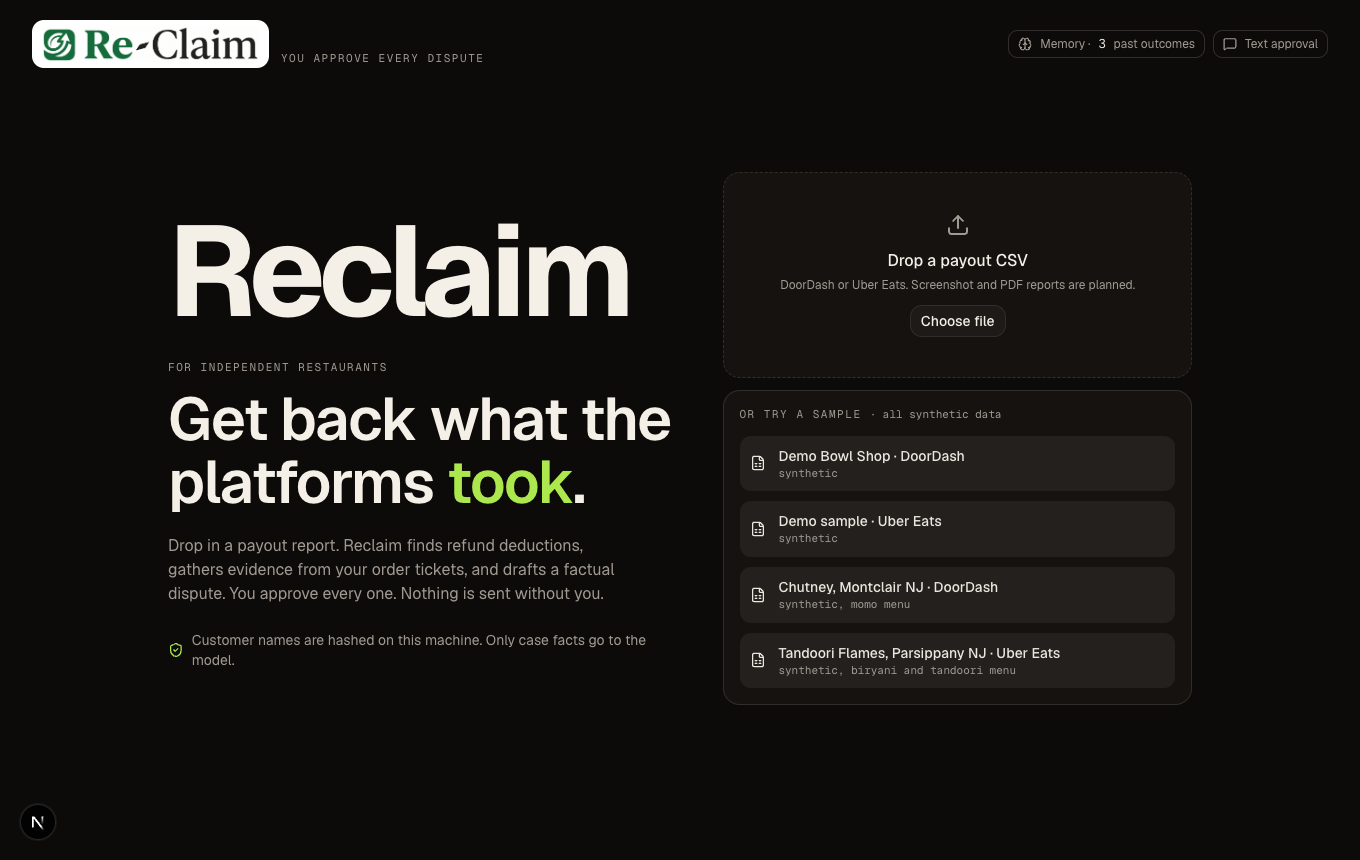 Re-Claim
YOU APPROVE EVERY DISPUTE
Memory · 3 past outcomes
Text approval
Reclaim
FOR INDEPENDENT RESTAURANTS
Get back what the
platforms took.
Drop in a payout report. Reclaim finds refund deductions,
gathers evidence from your order tickets, and drafts a factual
dispute. You approve every one. Nothing is sent without you.
Customer names are hashed on this machine. Only case facts go to the
model.
Drop a payout CSV
DoorDash or Uber Eats. Screenshot and PDF reports are planned.
Choose file
OR TRY A SAMPLE · all synthetic data
Demo Bowl Shop · DoorDash
synthetic
Demo sample · Uber Eats
synthetic
Chutney, Montclair NJ · DoorDash
synthetic, momo menu
Tandoori Flames, Parsippany NJ · Uber Eats
synthetic, biryani and tandoori menu
N